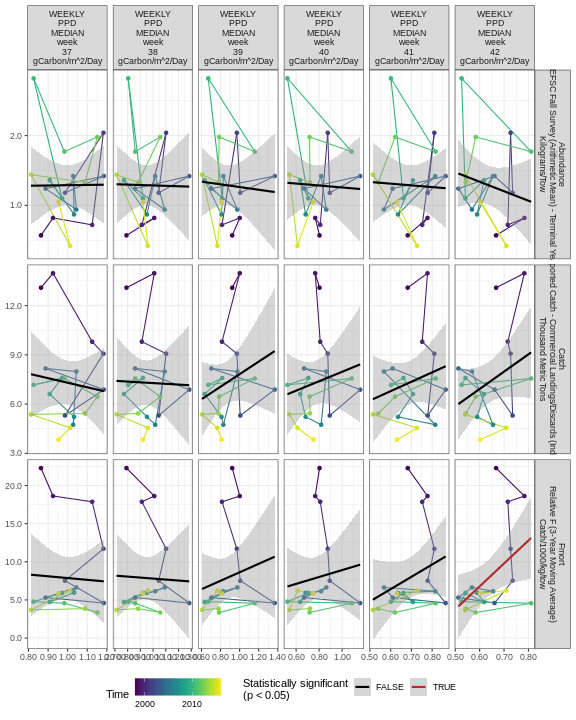 WEEKLY
PPD
MEDIAN
week
37
gCarbon/m^2/Day
WEEKLY
PPD
MEDIAN
week
38
gCarbon/m^2/Day
WEEKLY
PPD
MEDIAN
week
39
gCarbon/m^2/Day
WEEKLY
PPD
MEDIAN
week
40
gCarbon/m^2/Day
WEEKLY
PPD
MEDIAN
week
41
gCarbon/m^2/Day
WEEKLY
PPD
MEDIAN
week
42
gCarbon/m^2/Day
2.0
1.0
Abundance
EFSC Fall Survey (Arithmetic Mean) - Terminal Ye
Kilograms/tow
12.0
9.0
6.0
3.0
Catch
ported Catch - Commercial Landings/Discards (Ind
Thousand Metric Tons
20.0
15.0
10.0
5.0
0.0
Fmort
Relative F (3-Year Moving Average)
Catch/1000/kg/tow
0.80 0.90 1.00 1.10
0.60 0.80 1.00 1.20 1.40
0.60 0.80 1.00
0.50 0.60 0.70 0.80
0.50 0.60 0.70 0.80
Time
2000 2010
Statistically significant
(p < 0.05)
FALSE
TRUE